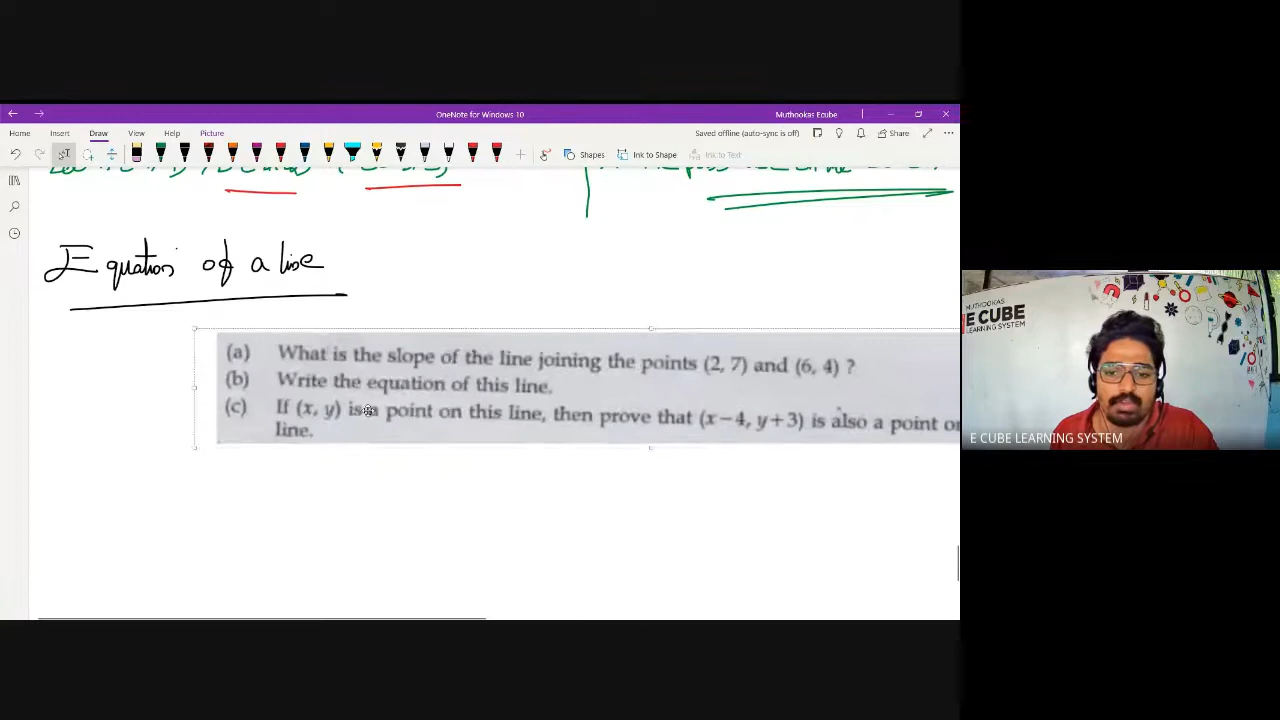 OneNote for Windows 10
Muthookas Ecube
Home Insert Draw View Help Picture
Saved offline (auto-sync is off)
Share
Shapes
Ink to Shape
Ink to Text
Equation of a line
(a) What is the slope of the line joining the points (2, 7) and (6, 4) ?
(b) Write the equation of this line.
(c) If (x, y) is a point on this line, then prove that (x−4, y+3) is also a point on
line.
MUTHOOKAS
E CUBE
LEARNING SYSTEM
E CUBE LEARNING SYSTEM